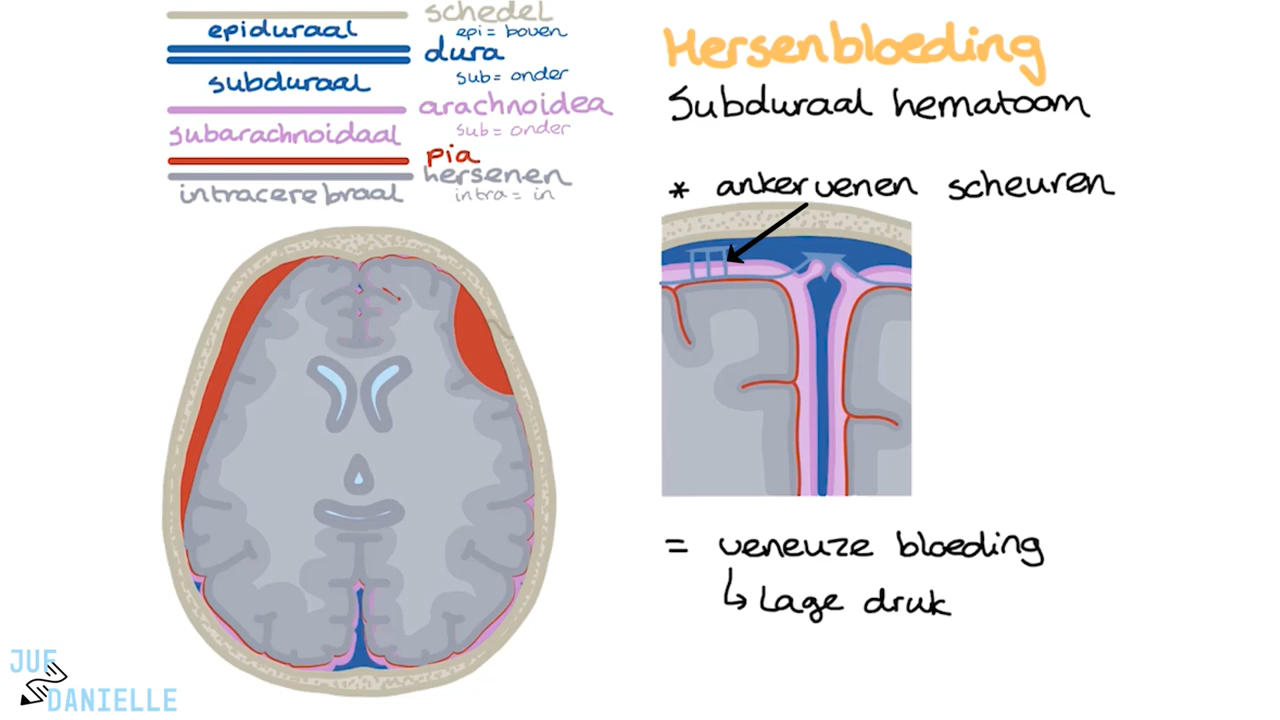 schedel
epiduraal
epi = boven
dura
subduraal
sub = onder
arachnoidea
subarachnoidaal
sub = onder
pia
hersenen
intracerebraal
intra = in
Hersenbloeding
Subduraal hematoom
* ankervenen scheuren
= veneuze bloeding
↳ Lage druk
JUF
DANIELLE